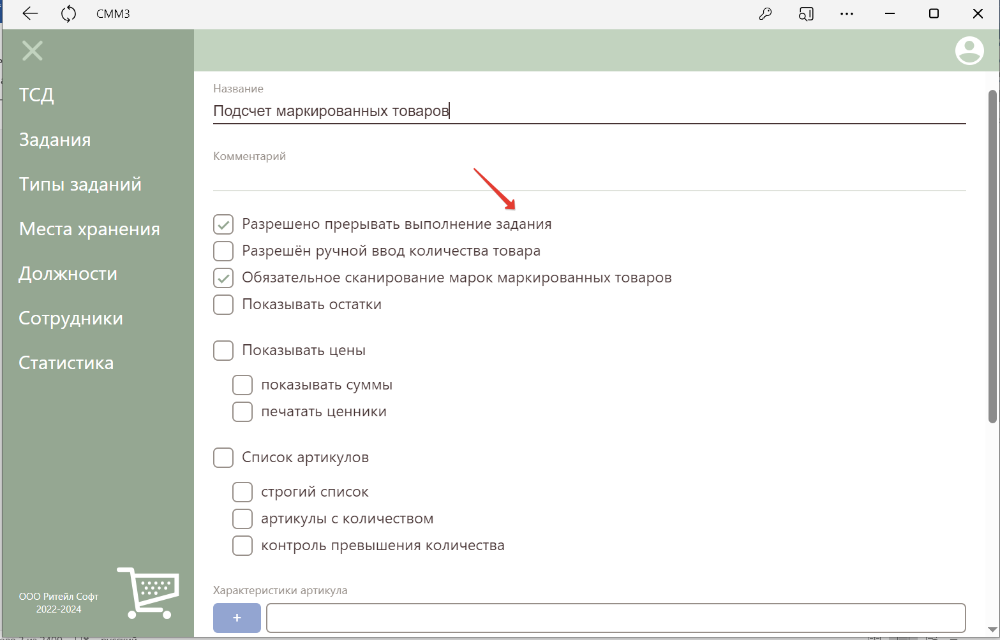 СММ3
ТСД
Задания
Типы заданий
Места хранения
Должности
Сотрудники
Статистика
ООО Ритейл Софт
2022-2024
Название
Подсчет маркированных товаров
Комментарий
Разрешено прерывать выполнение задания
Разрешён ручной ввод количества товара
Обязательное сканирование марок маркированных товаров
Показывать остатки
Показывать цены
показывать суммы
печатать ценники
Список артикулов
строгий список
артикулы с количеством
контроль превышения количества
Характеристики артикула
+